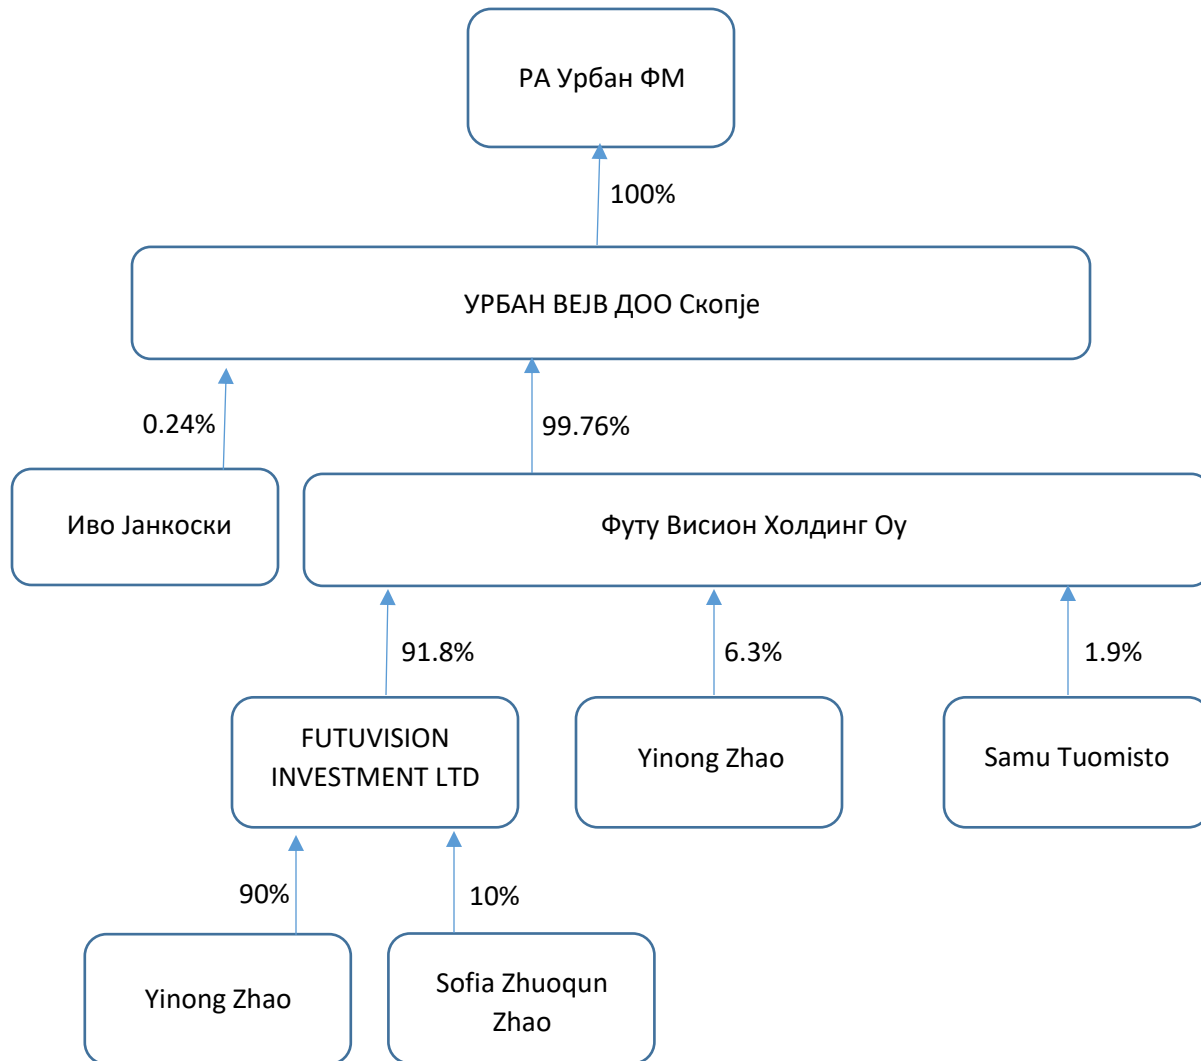 РА Урбан ФМ
100%
УРБАН ВЕЈВ ДОО Скопје
0.24%
99.76%
Иво Јанкоски
Футу Висион Холдинг Оу
91.8%
6.3%
1.9%
FUTUVISION
INVESTMENT LTD
Yinong Zhao
Samu Tuomisto
90%
10%
Yinong Zhao
Sofia Zhuoqun
Zhao